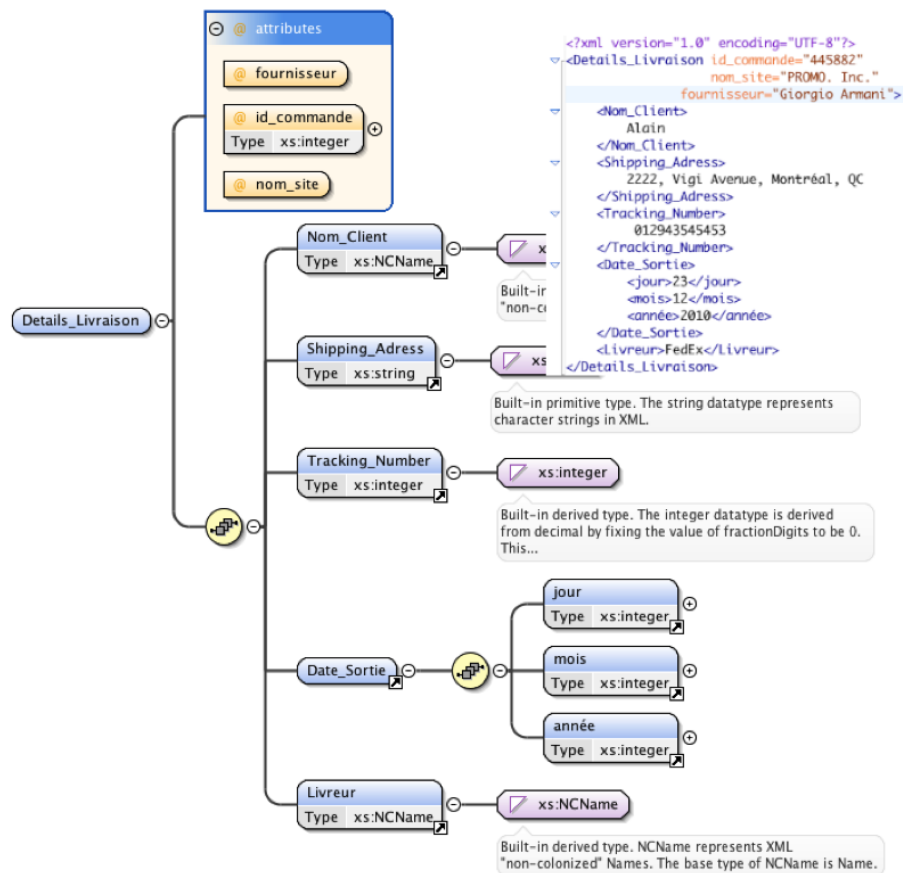 @ attributes
@ fournisseur
@ id_commande
Type xs:integer
@ nom_site
<?xml version="1.0" encoding="UTF-8"?>
<Details_Livraison id_commande="445882"
nom_site="PROMO. Inc."
fournisseur="Giorgio Armani">
<Nom_Client>
Alain
</Nom_Client>
<Shipping_Adress>
2222, Vigi Avenue, Montréal, QC
</Shipping_Adress>
<Tracking_Number>
012943545453
</Tracking_Number>
<Date_Sortie>
<jour>23</jour>
<mois>12</mois>
<année>2010</année>
</Date_Sortie>
<Livreur>FedEx</Livreur>
</Details_Livraison>
Details_Livraison
Nom_Client
Type xs:NCName
Built-in
Shipping_Adress
Type xs:string
xs
Built-in primitive type. The string datatype represents
character strings in XML.
Tracking_Number
Type xs:integer
xs:integer
Built-in derived type. The integer datatype is derived
from decimal by fixing the value of fractionDigits to be 0.
This...
Date_Sortie
jour
Type xs:integer
mois
Type xs:integer
année
Type xs:integer
Livreur
Type xs:NCName
xs:NCName
Built-in derived type. NCName represents XML
"non-colonized" Names. The base type of NCName is Name.